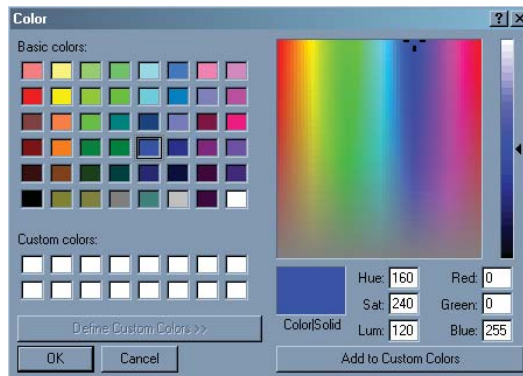 Color
Basic colors:
Custom colors:
Define Custom Colors >>
OK Cancel
Color|Solid
Hue: 160 Red: 0
Sat: 240 Green: 0
Lum: 120 Blue: 255
Add to Custom Colors